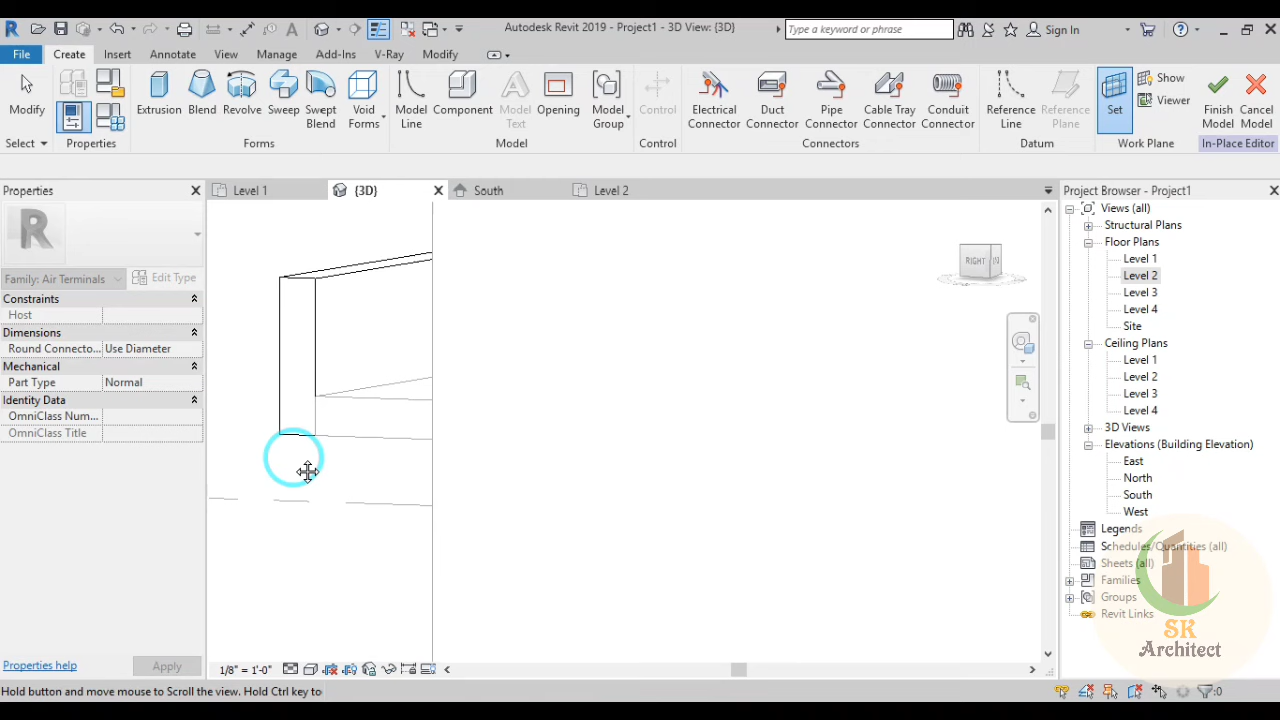 Autodesk Revit 2019 - Project1 - 3D View: {3D}
Type a keyword or phrase
Sign In
File Create Insert Annotate View Manage Add-Ins V-Ray Modify
Modify
Extrusion Blend Revolve Sweep Swept Blend Void Forms
Model Line Component Model Text Opening Model Group
Control
Electrical Connector Duct Connector Pipe Connector Cable Tray Connector Conduit Connector
Reference Line Reference Plane
Set Show Viewer
Finish Model Cancel Model
Select Properties Forms Model Control Connectors Datum Work Plane In-Place Editor
Properties
Level 1 {3D} South Level 2
Project Browser - Project1
R
Family: Air Terminals Edit Type
Constraints
Host
Dimensions
Round Connecto... Use Diameter
Mechanical
Part Type Normal
Identity Data
OmniClass Num...
OmniClass Title
Properties help Apply
RIGHT
Views (all)
Structural Plans
Floor Plans
Level 1
Level 2
Level 3
Level 4
Site
Ceiling Plans
Level 1
Level 2
Level 3
Level 4
3D Views
Elevations (Building Elevation)
East
North
South
West
Legends
Schedules/Quantities (all)
Sheets (all)
Families
Groups
Revit Links
SK
Architect
1/8" = 1'-0"
Hold button and move mouse to Scroll the view. Hold Ctrl key to
:0